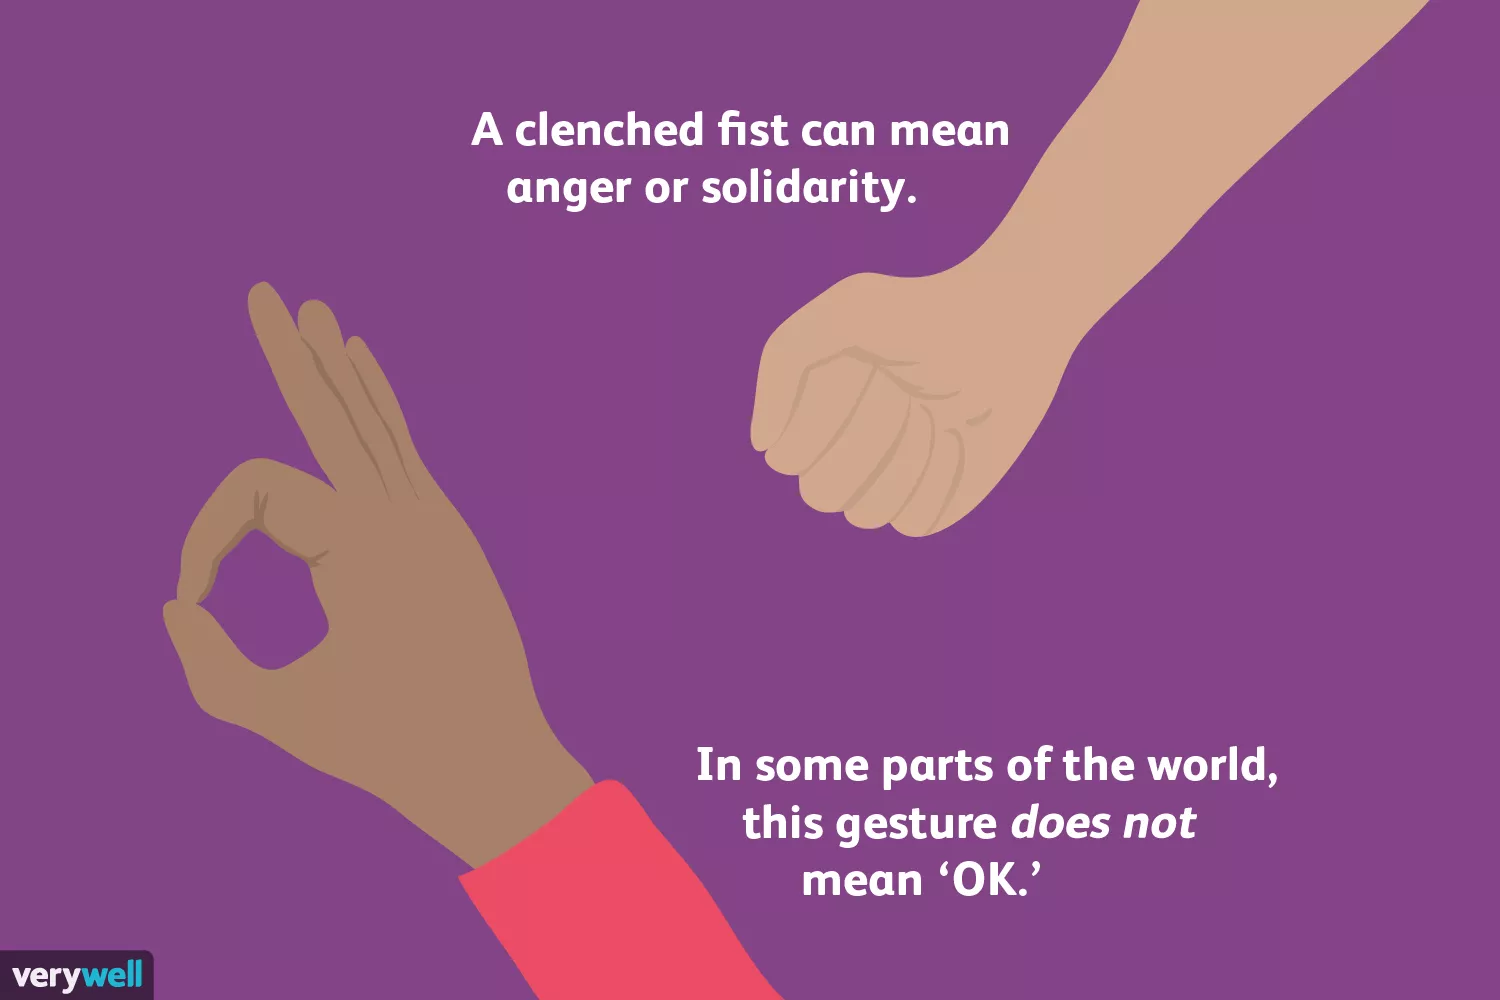 A clenched fist can mean
anger or solidarity.
In some parts of the world,
this gesture does not
mean ‘OK.’
verywell